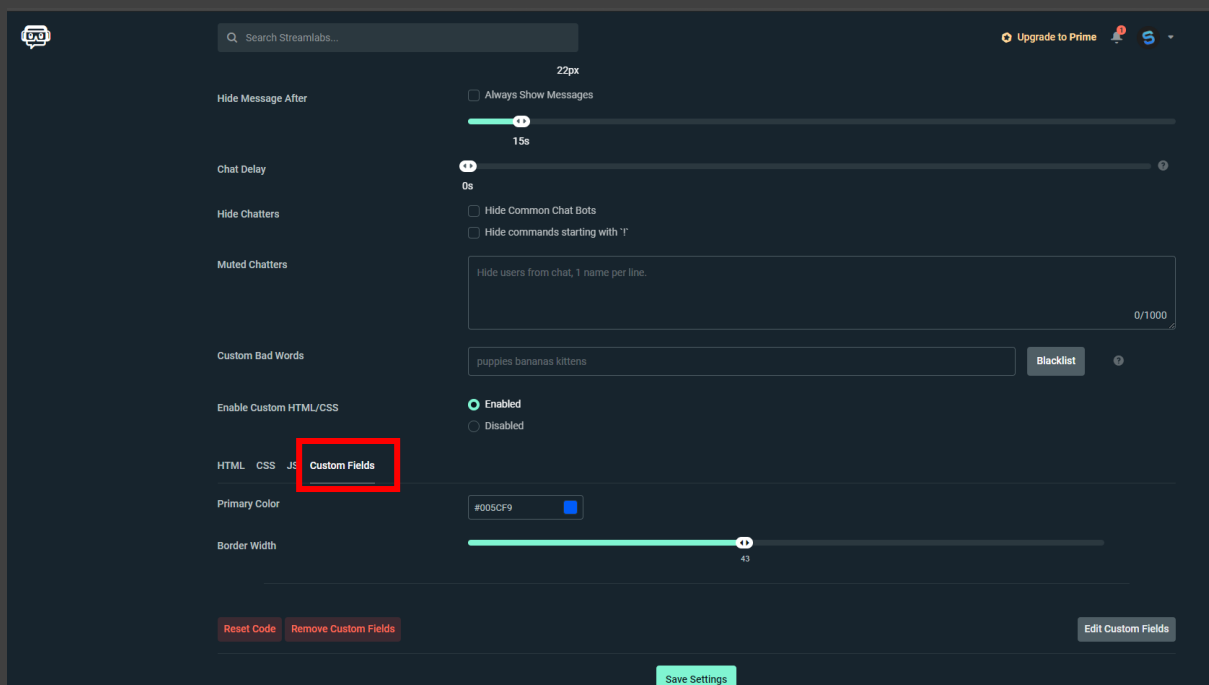 Search Streamlabs...
Upgrade to Prime
1
22px
Hide Message After
Always Show Messages
15s
Chat Delay
?
0s
Hide Chatters
Hide Common Chat Bots
Hide commands starting with `!'
Muted Chatters
Hide users from chat, 1 name per line.
0/1000
Custom Bad Words
puppies bananas kittens
Blacklist
?
Enable Custom HTML/CSS
Enabled
Disabled
HTML CSS JS Custom Fields
Primary Color
#005CF9
Border Width
43
Reset Code
Remove Custom Fields
Edit Custom Fields
Save Settings